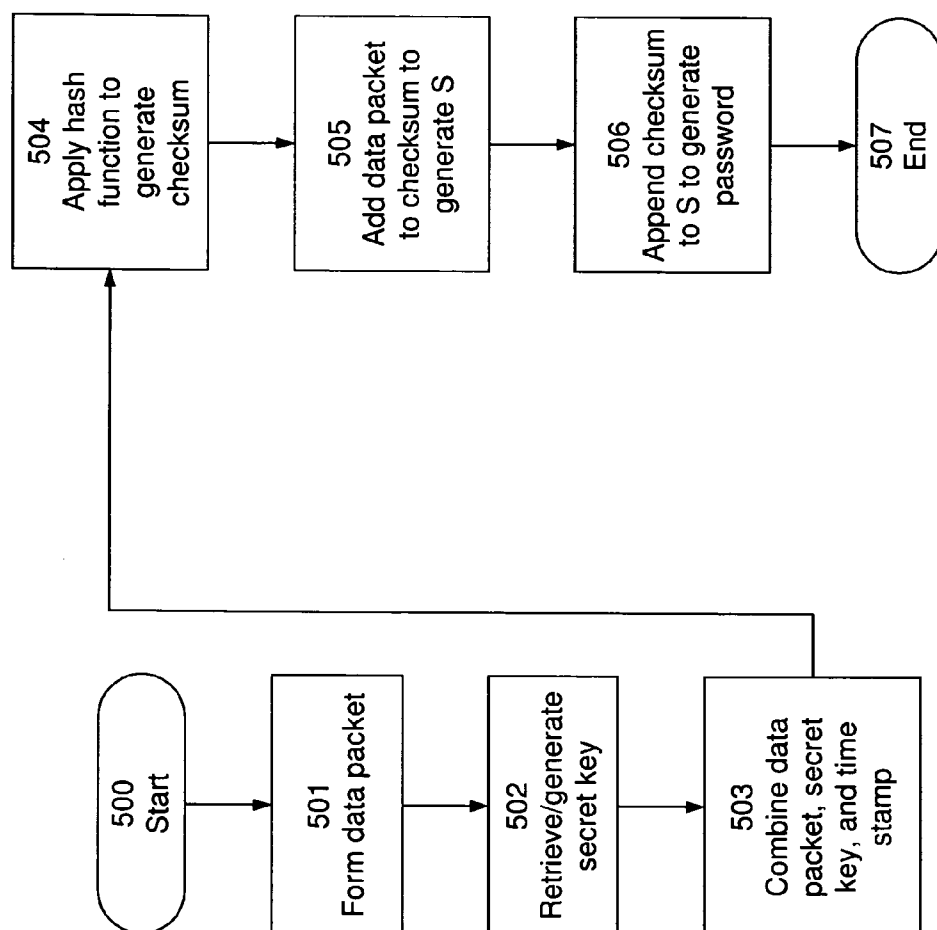 500
Start
501
Form data packet
502
Retrieve/generate
secret key
503
Combine data
packet, secret
key, and time
stamp
504
Apply hash
function to
generate
checksum
505
Add data packet
to checksum to
generate S
506
Append checksum
to S to generate
password
507
End